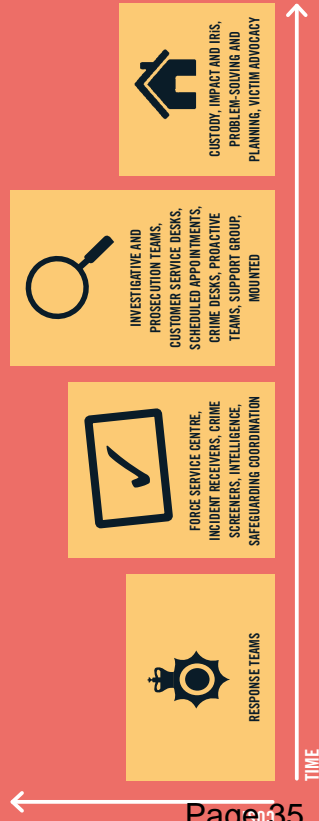 RESPONSE TEAMS
FORCE SERVICE CENTRE,
INCIDENT RECEIVERS, CRIME
SCREENERS, INTELLIGENCE,
SAFEGUARDING COORDINATION
INVESTIGATIVE AND
PROSECUTION TEAMS,
CUSTOMER SERVICE DESKS,
SCHEDULED APPOINTMENTS,
CRIME DESKS, PROACTIVE
TEAMS, SUPPORT GROUP,
MOUNTED
CUSTODY, IMPACT AND IRiS,
PROBLEM-SOLVING AND
PLANNING, VICTIM ADVOCACY
TIME
Page 35